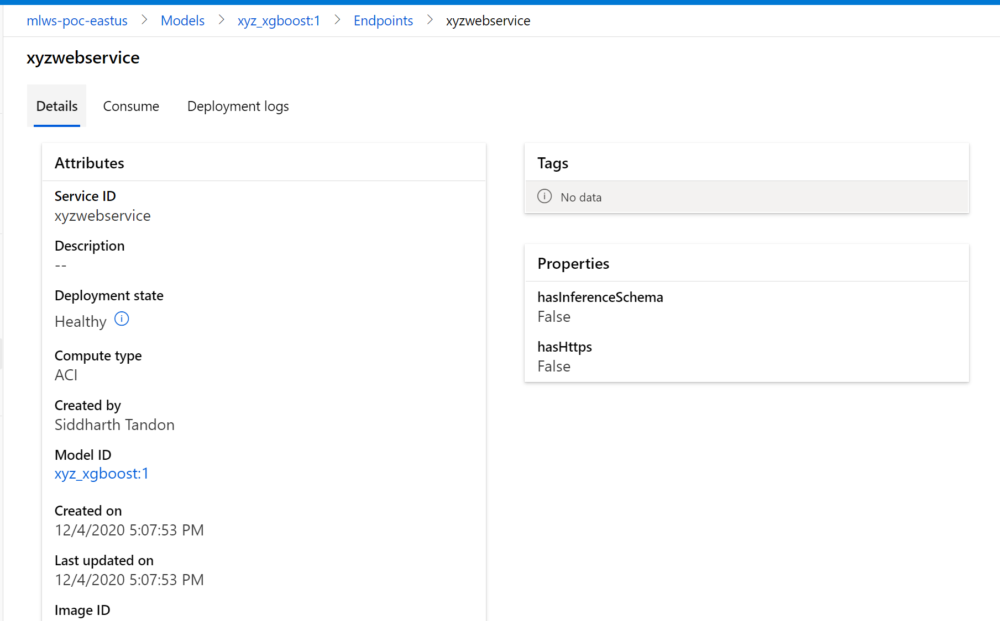 mlws-poc-eastus > Models > xyz_xgboost:1 > Endpoints > xyzwebservice
xyzwebservice
Details Consume Deployment logs
Attributes
Service ID
xyzwebservice
Description
--
Deployment state
Healthy
Compute type
ACI
Created by
Siddharth Tandon
Model ID
xyz_xgboost:1
Created on
12/4/2020 5:07:53 PM
Last updated on
12/4/2020 5:07:53 PM
Image ID
Tags
No data
Properties
hasInferenceSchema
False
hasHttps
False